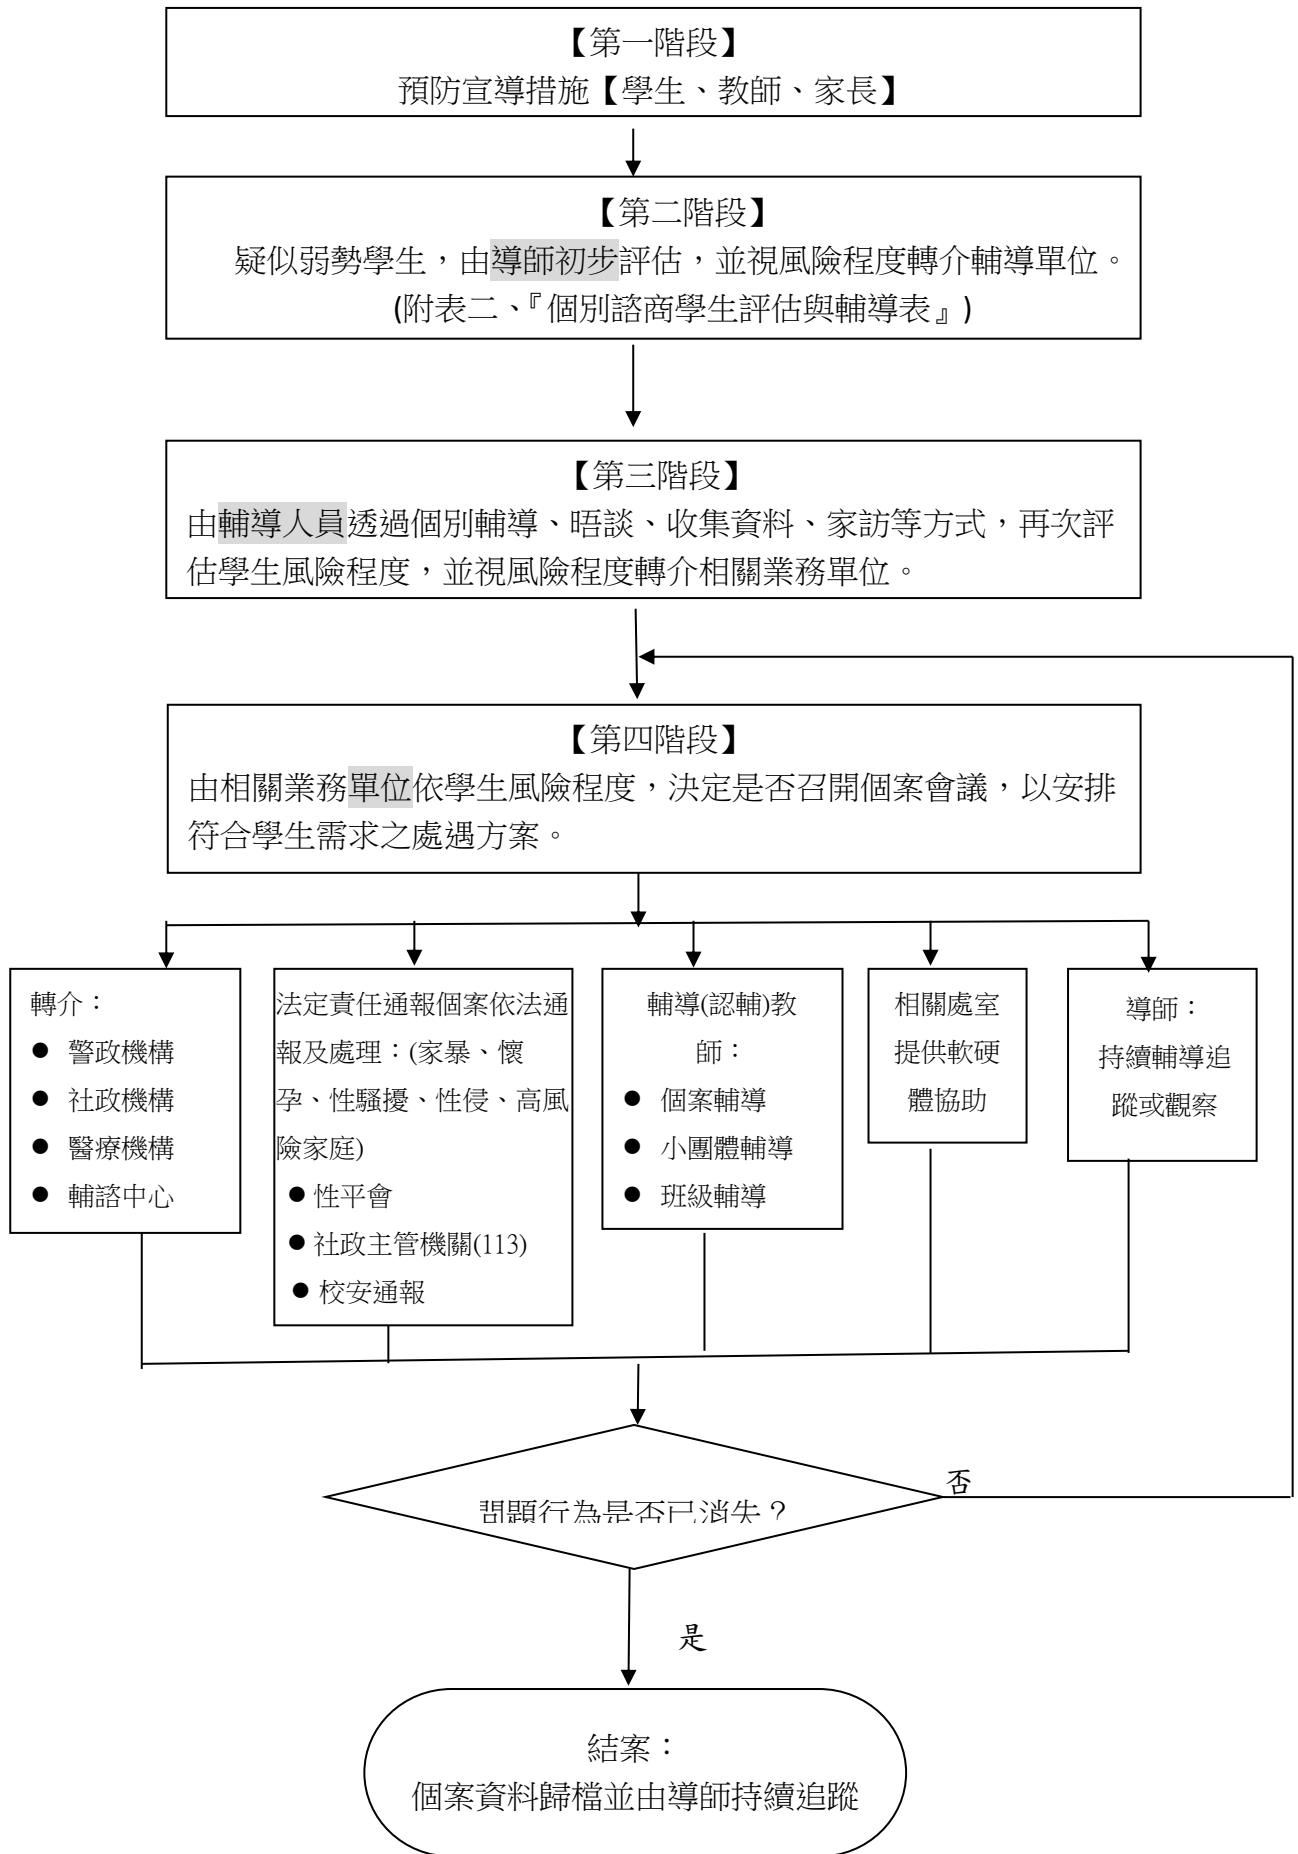 【第一階段】
預防宣導措施【學生、教師、家長】
【第二階段】
疑似弱勢學生，由導師初步評估，並視風險程度轉介輔導單位。
(附表二、『個別諮商學生評估與輔導表』)
【第三階段】
由輔導人員透過個別輔導、晤談、收集資料、家訪等方式，再次評
估學生風險程度，並視風險程度轉介相關業務單位。
【第四階段】
由相關業務單位依學生風險程度，決定是否召開個案會議，以安排
符合學生需求之處遇方案。
轉介：
● 警政機構
● 社政機構
● 醫療機構
● 輔諮中心
法定責任通報個案依法通
報及處理：(家暴、懷
孕、性騷擾、性侵、高風
險家庭)
● 性平會
● 社政主管機關(113)
● 校安通報
輔導(認輔)教
師：
● 個案輔導
● 小團體輔導
● 班級輔導
相關處室
提供軟硬
體協助
導師：
持續輔導追
蹤或觀察
問題行為是否已消失？
否
是
結案：
個案資料歸檔並由導師持續追蹤